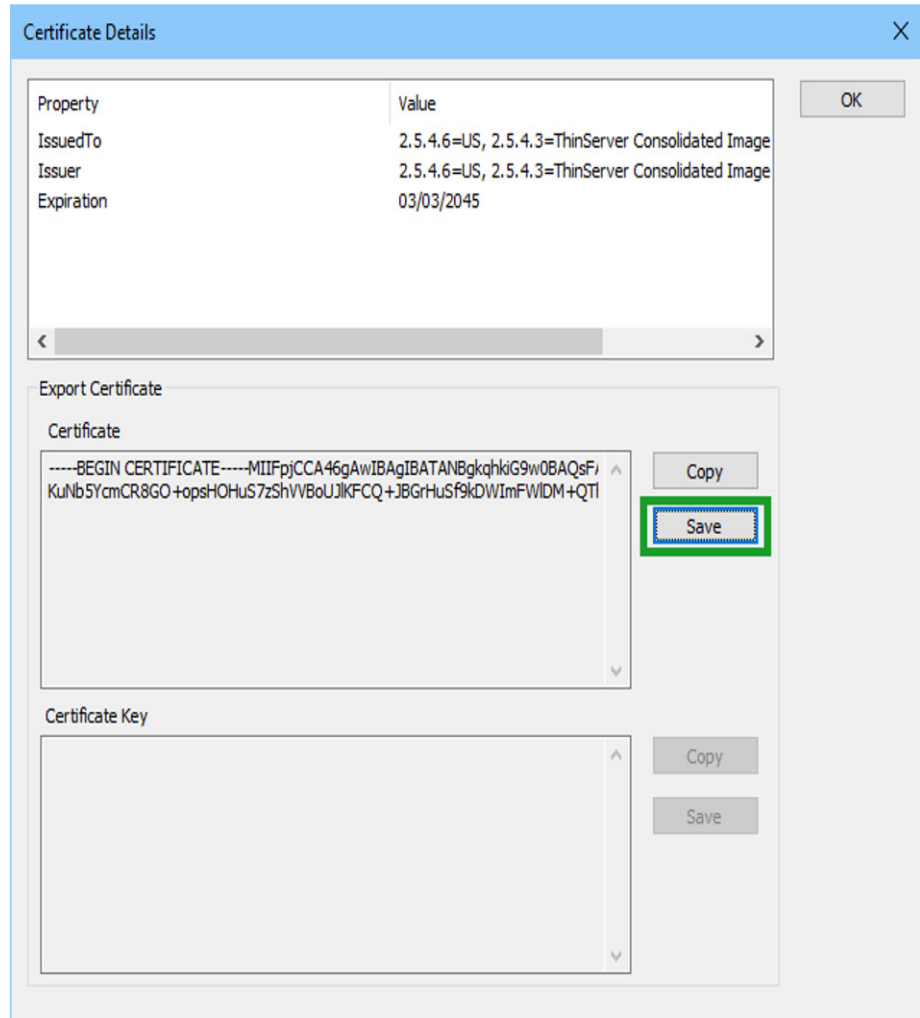 Certificate Details
Property Value
OK
IssuedTo 2.5.4.6=US, 2.5.4.3=ThinServer Consolidated Image
Issuer 2.5.4.6=US, 2.5.4.3=ThinServer Consolidated Image
Expiration 03/03/2045
Export Certificate
Certificate
-----BEGIN CERTIFICATE-----MIIFpjCCA46gAwIBAgIBATANBgkqhkiG9w0BAQsFA
Copy
KuNb5YcmCR8GO+opsHOHuS7zShVVBoUJlKFCQ+JBGrHuSf9kDWImFWlDM+QTl
Save
Certificate Key
Copy
Save